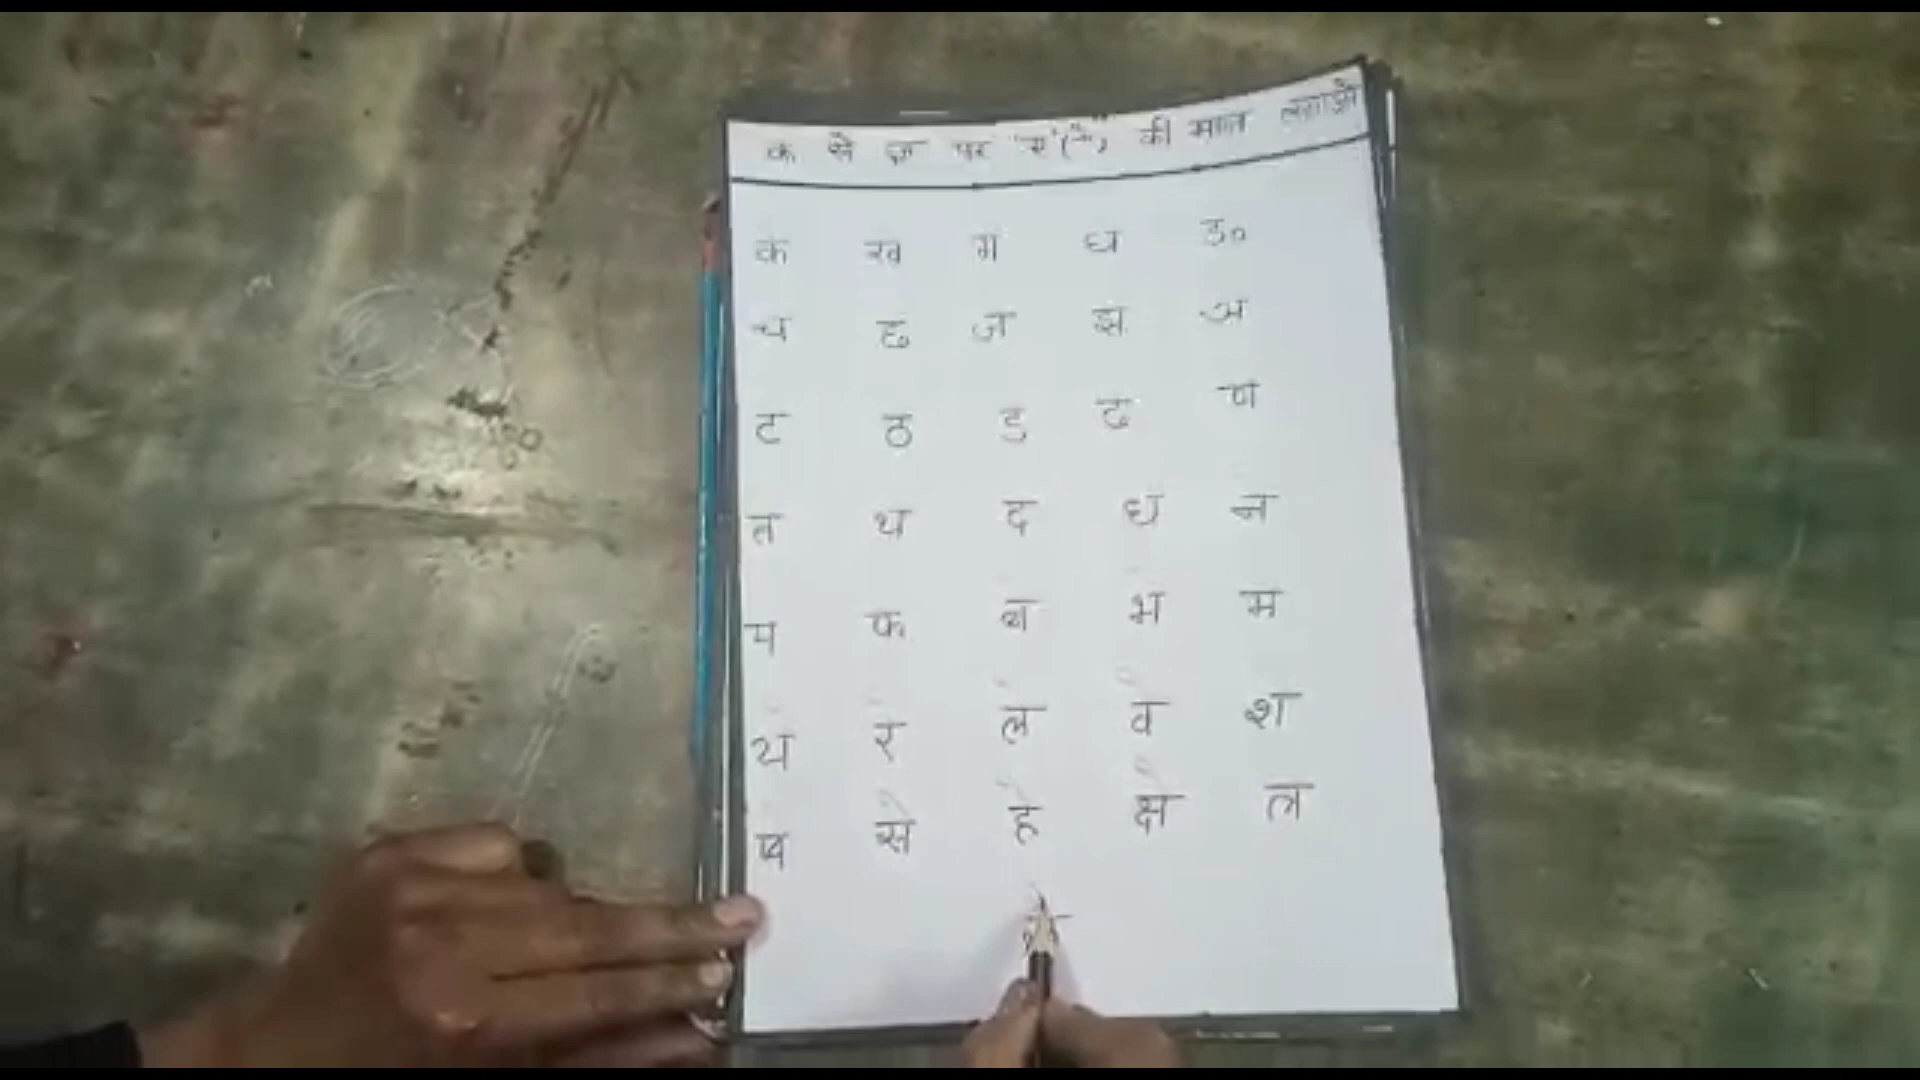 क से ज्ञ पर "ए" (े) की मात्रा लगाओ
क ख ग घ ङ
च छ ज झ ञ
ट ठ ड ढ ण
त थ द ध न
प फ ब भ म
य र ल व श
ष स ह क्ष त्र